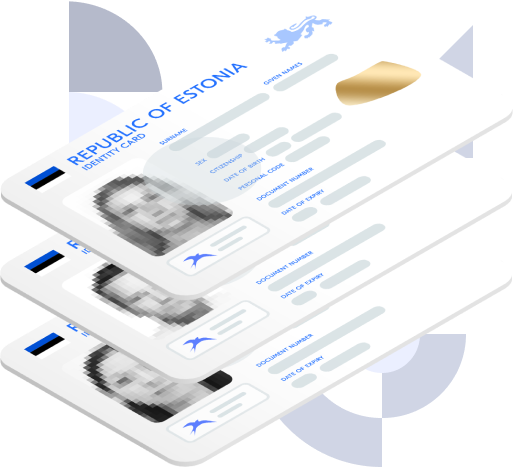 REPUBLIC OF ESTONIA
IDENTITY CARD
SURNAME
GIVEN NAMES
SEX
CITIZENSHIP
DATE OF BIRTH
PERSONAL CODE
DOCUMENT NUMBER
DATE OF EXPIRY
DOCUMENT NUMBER
DATE OF EXPIRY
DOCUMENT NUMBER
DATE OF EXPIRY